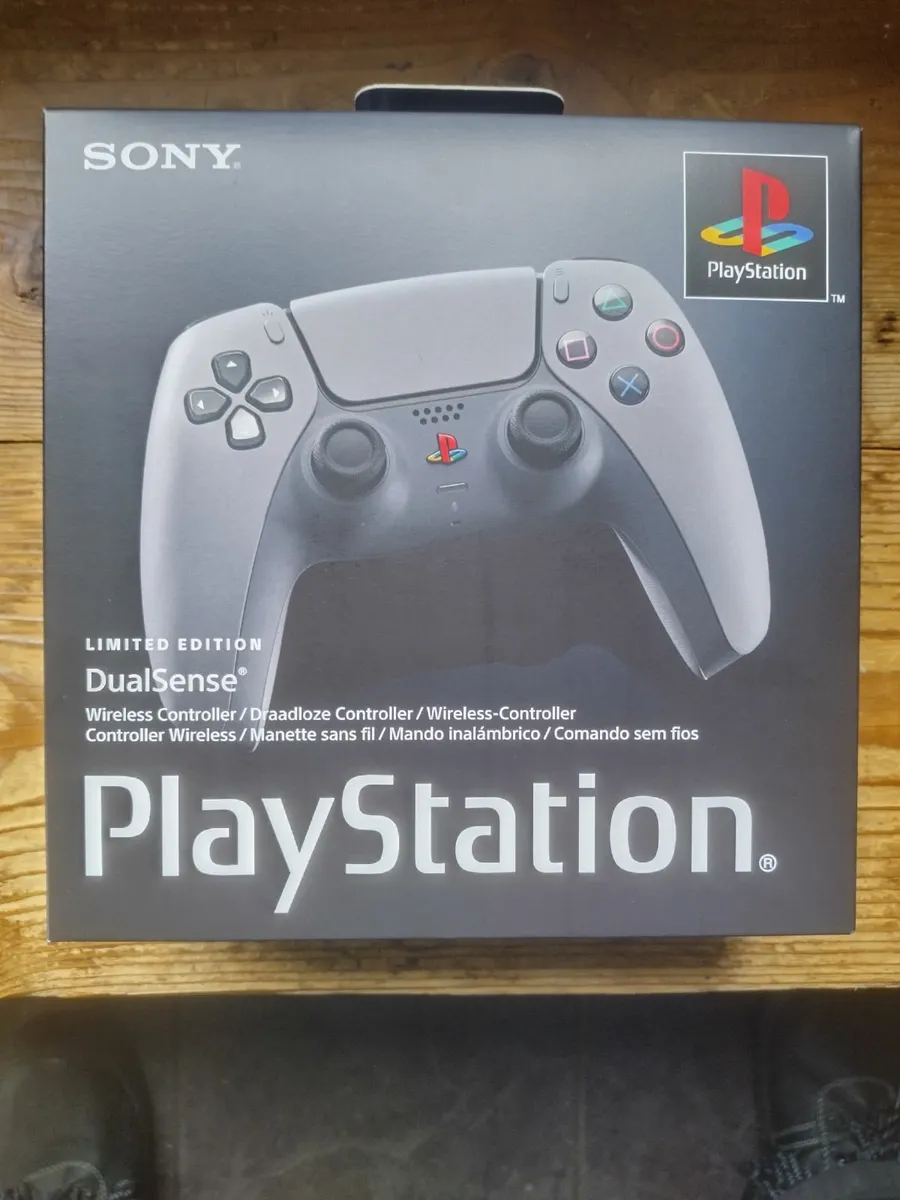 SONY®
PlayStation
TM
LIMITED EDITION
DualSense®
Wireless Controller / Draadloze Controller / Wireless-Controller
Controller Wireless / Manette sans fil / Mando inalámbrico / Comando sem fios
PlayStation®